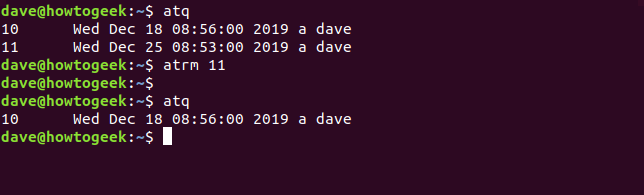 dave@howtogeek:~$ atq
10      Wed Dec 18 08:56:00 2019 a dave
11      Wed Dec 25 08:53:00 2019 a dave
dave@howtogeek:~$ atrm 11
dave@howtogeek:~$
dave@howtogeek:~$ atq
10      Wed Dec 18 08:56:00 2019 a dave
dave@howtogeek:~$